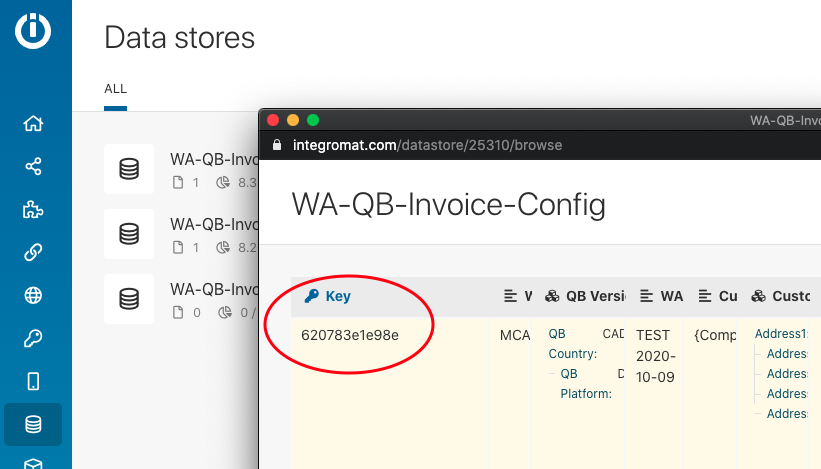 Data stores
ALL
WA-QB-Invo
1 8.3
WA-QB-Invo
1 8.2
WA-QB-Invo
0 0 /
WA-QB-Invo
integromat.com/datastore/25310/browse
WA-QB-Invoice-Config
Key W QB Versi WA Cu Custo
620783e1e98e MCA QB CAD TEST {Comp Address1:
Country: 2020- Addres
QB D 10-09 Addres
Platform: Addres
Addres